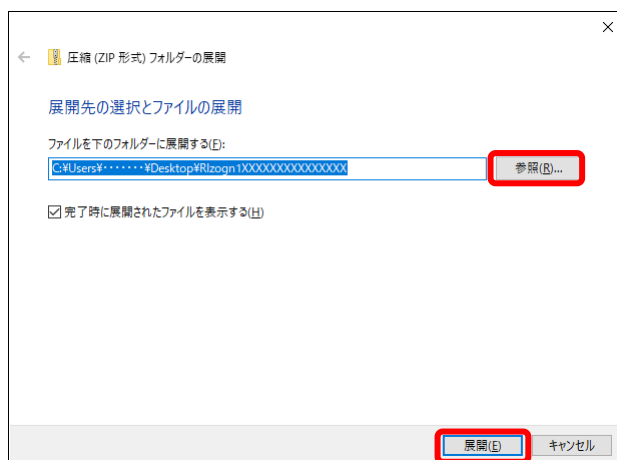 圧縮 (ZIP 形式) フォルダーの展開
展開先の選択とファイルの展開
ファイルを下のフォルダーに展開する(F):
C:¥Users¥・・・・・・・¥Desktop¥RIzogn1XXXXXXXXXXXXXXX
参照(R)...
完了時に展開されたファイルを表示する(H)
展開(E)
キャンセル